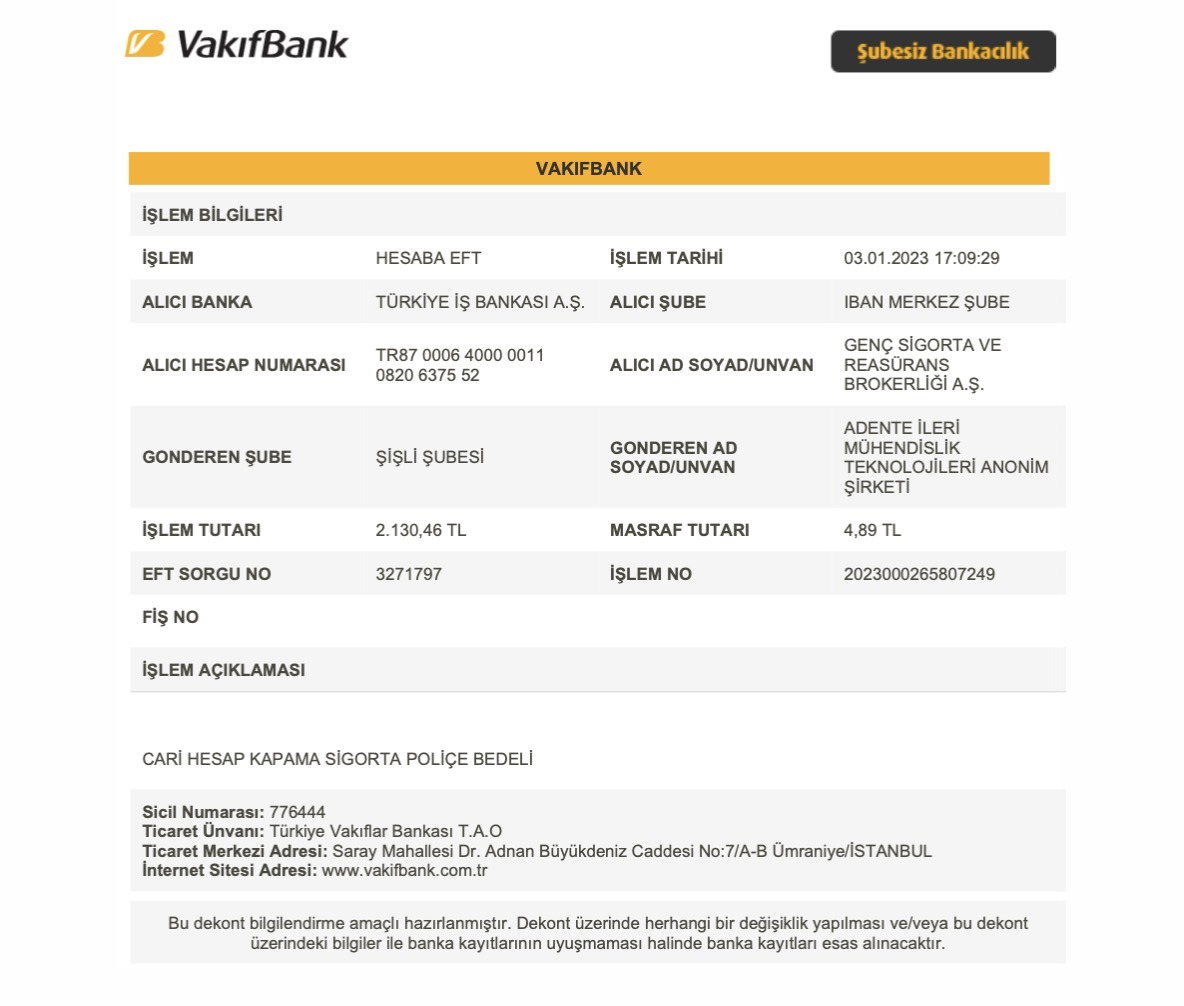 VakıfBank
Şubesiz Bankacılık
VAKIFBANK
İŞLEM BİLGİLERİ
İŞLEM HESABA EFT İŞLEM TARİHİ 03.01.2023 17:09:29
ALICI BANKA TÜRKİYE İŞ BANKASI A.Ş. ALICI ŞUBE IBAN MERKEZ ŞUBE
ALICI HESAP NUMARASI
TR87 0006 4000 0011
0820 6375 52
ALICI AD SOYAD/UNVAN
GENÇ SİGORTA VE
REASÜRANS
BROKERLİĞİ A.Ş.
GONDEREN ŞUBE
ŞİŞLİ ŞUBESİ
GONDEREN AD
SOYAD/UNVAN
ADENTE İLERİ
MÜHENDİSLİK
TEKNOLOJİLERİ ANONİM
ŞİRKETİ
İŞLEM TUTARI 2.130,46 TL MASRAF TUTARI 4,89 TL
EFT SORGU NO 3271797 İŞLEM NO 2023000265807249
FİŞ NO
İŞLEM AÇIKLAMASI
CARİ HESAP KAPAMA SİGORTA POLİÇE BEDELİ
Sicil Numarası: 776444
Ticaret Ünvanı: Türkiye Vakıflar Bankası T.A.O
Ticaret Merkezi Adresi: Saray Mahallesi Dr. Adnan Büyükdeniz Caddesi No:7/A-B Ümraniye/İSTANBUL
İnternet Sitesi Adresi: www.vakifbank.com.tr
Bu dekont bilgilendirme amaçlı hazırlanmıştır. Dekont üzerinde herhangi bir değişiklik yapılması ve/veya bu dekont
üzerindeki bilgiler ile banka kayıtlarının uyuşmaması halinde banka kayıtları esas alınacaktır.